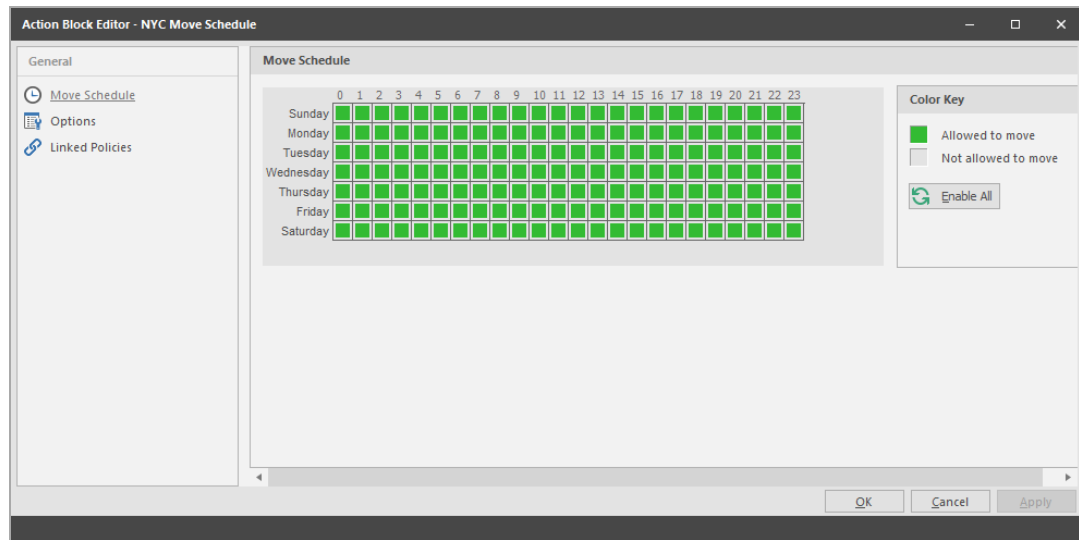 Action Block Editor - NYC Move Schedule
General
Move Schedule
Options
Linked Policies
Move Schedule
0 1 2 3 4 5 6 7 8 9 10 11 12 13 14 15 16 17 18 19 20 21 22 23
Sunday
Monday
Tuesday
Wednesday
Thursday
Friday
Saturday
Color Key
Allowed to move
Not allowed to move
Enable All
OK
Cancel
Apply